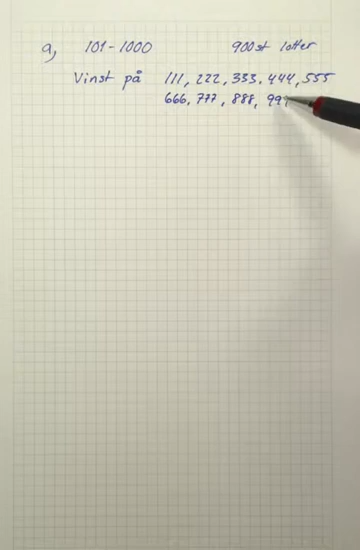 a, 101-1000 900st lotter
Vinst på 111, 222, 333, 444, 555
666, 777, 888, 999